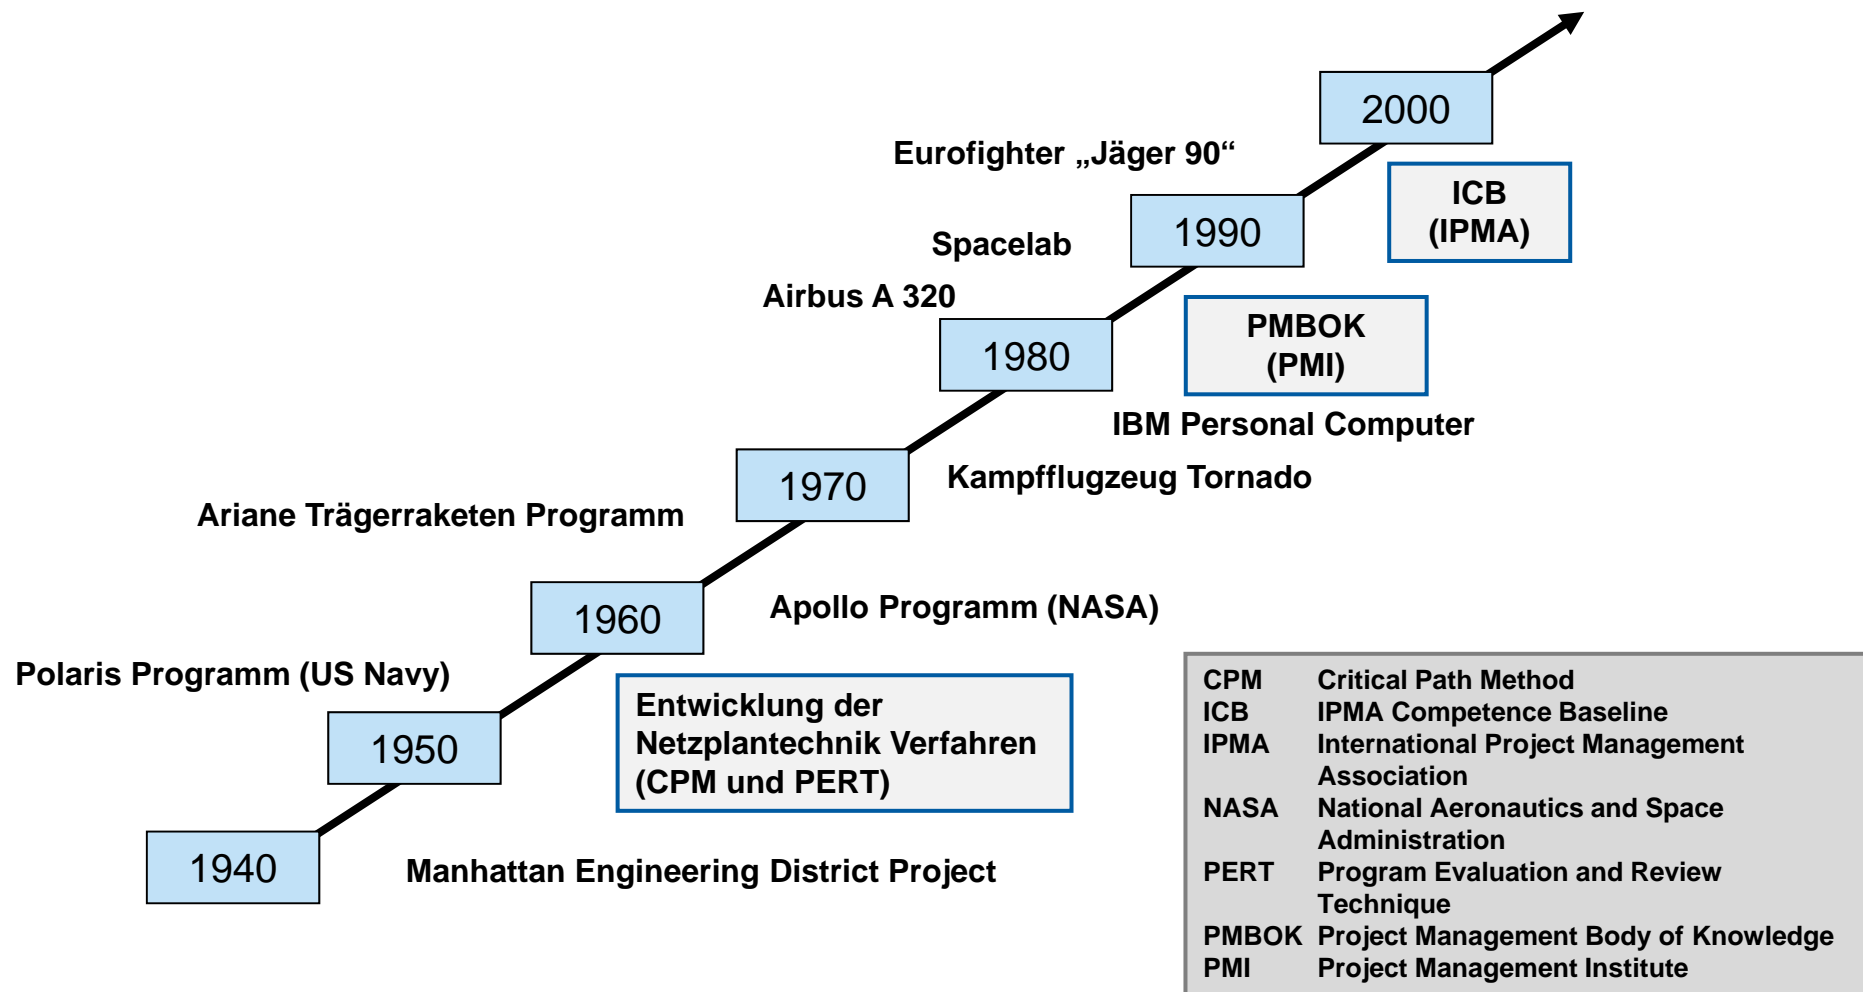 2000
Eurofighter „Jäger 90“
ICB
(IPMA)
1990
Spacelab
Airbus A 320
PMBOK
(PMI)
1980
IBM Personal Computer
1970
Kampfflugzeug Tornado
Ariane Trägerraketen Programm
1960
Apollo Programm (NASA)
Polaris Programm (US Navy)
Entwicklung der
Netzplantechnik Verfahren
(CPM und PERT)
1950
1940
Manhattan Engineering District Project
CPM Critical Path Method
ICB IPMA Competence Baseline
IPMA International Project Management
Association
NASA National Aeronautics and Space
Administration
PERT Program Evaluation and Review
Technique
PMBOK Project Management Body of Knowledge
PMI Project Management Institute